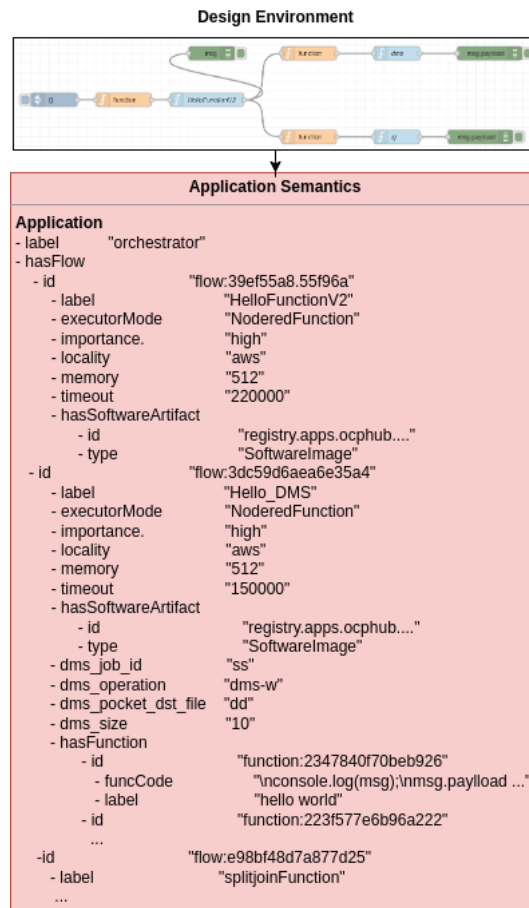 Design Environment
msg
function
dms
msg.payload
{}
function
HelloFunctionV2
function
sj
msg.payload
Application Semantics
Application
- label "orchestrator"
- hasFlow
- id "flow:39ef55a8.55f96a"
- label "HelloFunctionV2"
- executorMode "NoderedFunction"
- importance. "high"
- locality "aws"
- memory "512"
- timeout "220000"
- hasSoftwareArtifact
- id "registry.apps.ocphub...."
- type "SoftwareImage"
- id "flow:3dc59d6aea6e35a4"
- label "Hello_DMS"
- executorMode "NoderedFunction"
- importance. "high"
- locality "aws"
- memory "512"
- timeout "150000"
- hasSoftwareArtifact
- id "registry.apps.ocphub...."
- type "SoftwareImage"
- dms_job_id "ss"
- dms_operation "dms-w"
- dms_pocket_dst_file "dd"
- dms_size "10"
- hasFunction
- id "function:2347840f70beb926"
- funcCode "\nconsole.log(msg);\nmsg.paylload ..."
- label "hello world"
- id "function:223f577e6b96a222"
...
-id "flow:e98bf48d7a877d25"
- label "splitjoinFunction"
...